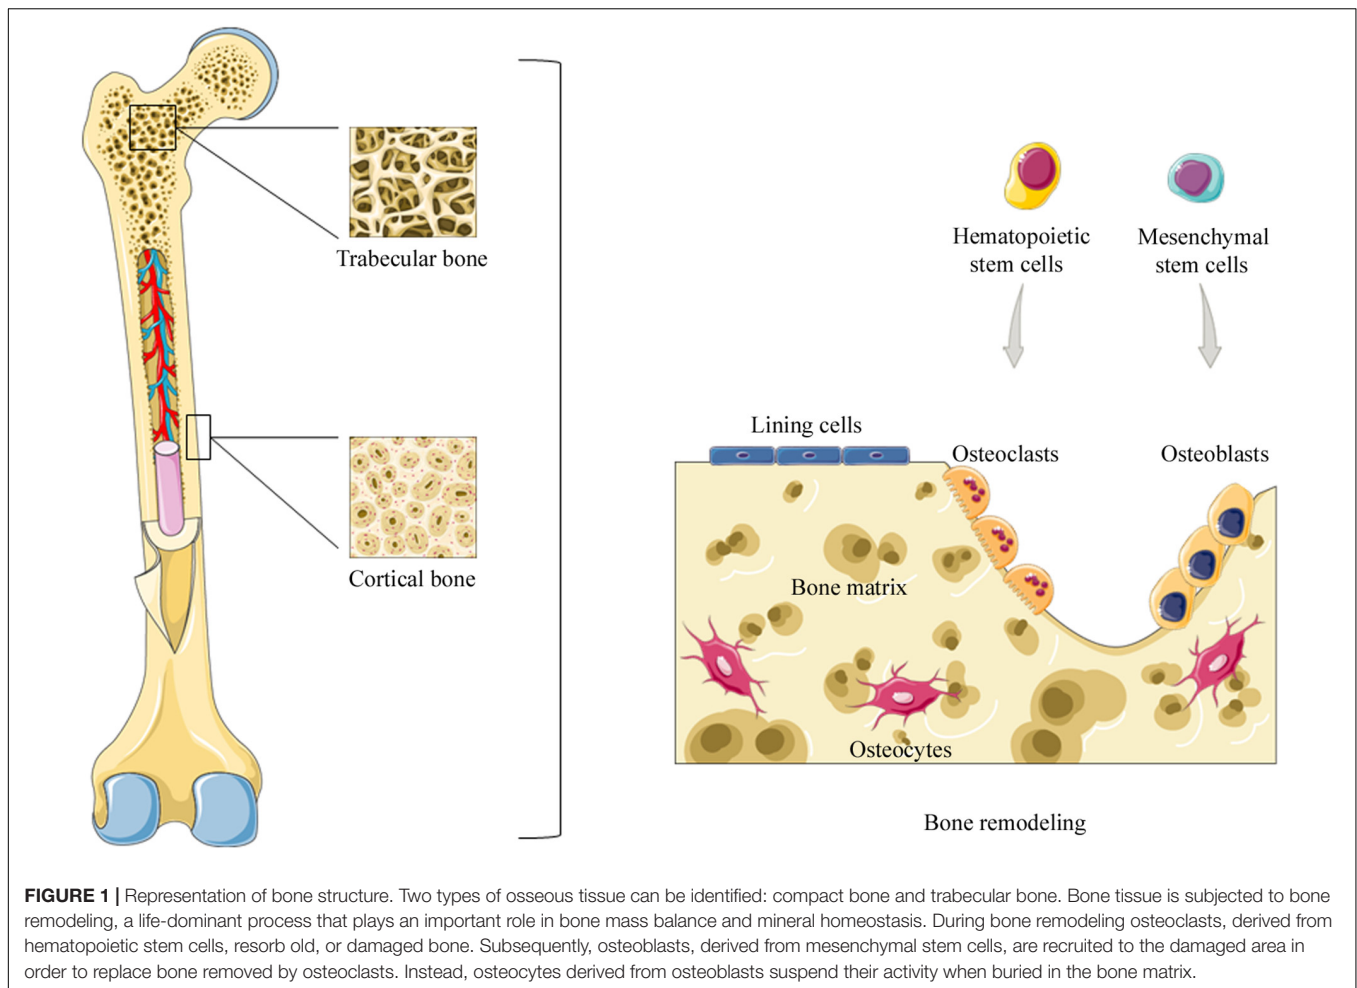 Trabecular bone
Cortical bone
Hematopoietic
stem cells
Mesenchymal
stem cells
Lining cells
Osteoclasts
Osteoblasts
Bone matrix
Osteocytes
Bone remodeling
FIGURE 1 | Representation of bone structure. Two types of osseous tissue can be identified: compact bone and trabecular bone. Bone tissue is subjected to bone
remodeling, a life-dominant process that plays an important role in bone mass balance and mineral homeostasis. During bone remodeling osteoclasts, derived from
hematopoietic stem cells, resorb old, or damaged bone. Subsequently, osteoblasts, derived from mesenchymal stem cells, are recruited to the damaged area in
order to replace bone removed by osteoclasts. Instead, osteocytes derived from osteoblasts suspend their activity when buried in the bone matrix.